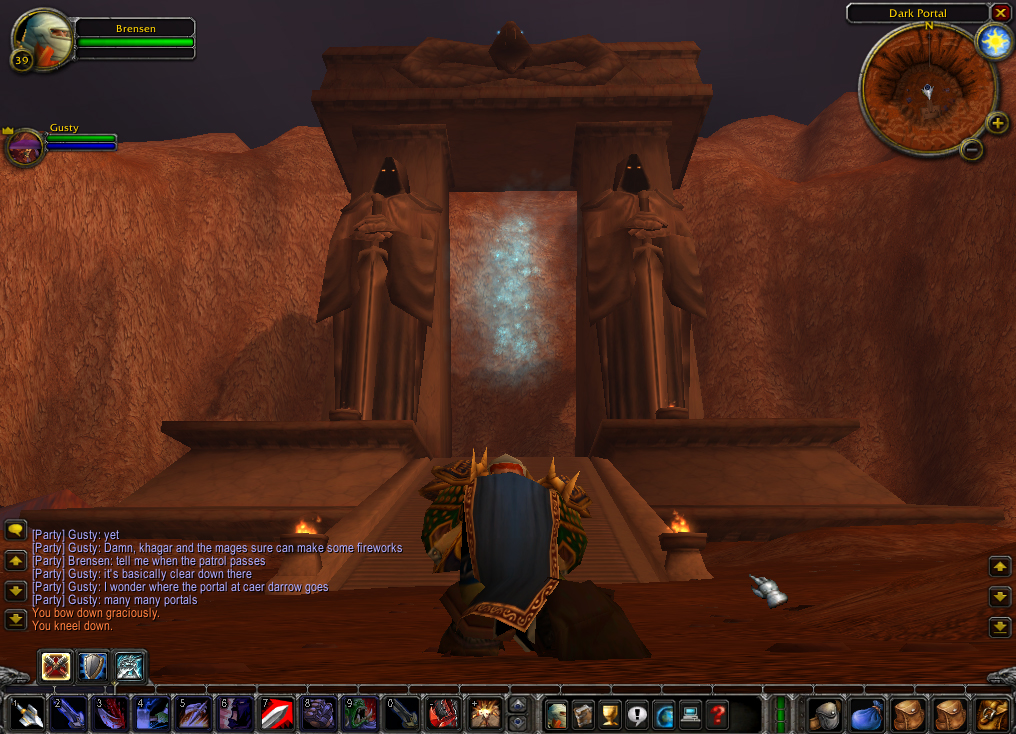 Brensen
39
Gusty
Dark Portal
N
[Party] Gusty: yet
[Party] Gusty: Damn, khagar and the mages sure can make some fireworks
[Party] Brensen: tell me when the patrol passes
[Party] Gusty: it's basically clear down there
[Party] Gusty: I wonder where the portal at caer darrow goes
[Party] Gusty: many many portals
You bow down graciously.
You kneel down.
1 2 3 4 5 6 7 8 9 0 - +